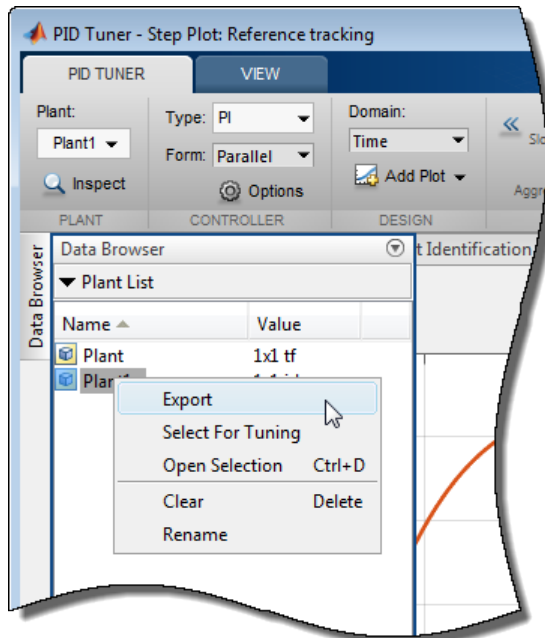 PID Tuner - Step Plot: Reference tracking
PID TUNER VIEW
Plant: Type: PI Domain:
Plant1 Time
Form: Parallel
Inspect Options Add Plot
PLANT CONTROLLER DESIGN
Data Browser
Data Browser t Identification
Plant List
Name Value
Plant 1x1 tf
Export
Select For Tuning
Open Selection Ctrl+D
Clear Delete
Rename